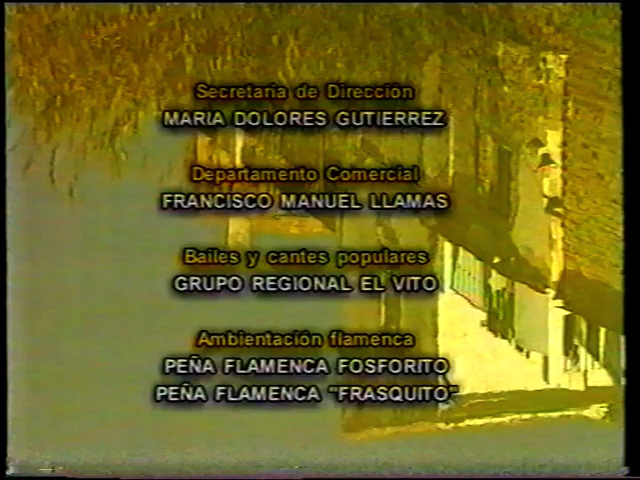 Secretaria de Dirección
MARIA DOLORES GUTIERREZ
Departamento Comercial
FRANCISCO MANUEL LLAMAS
Bailes y cantes populares
GRUPO REGIONAL EL VITO
Ambientación flamenca
PEÑA FLAMENCA FOSFORITO
PEÑA FLAMENCA "FRASQUITO"